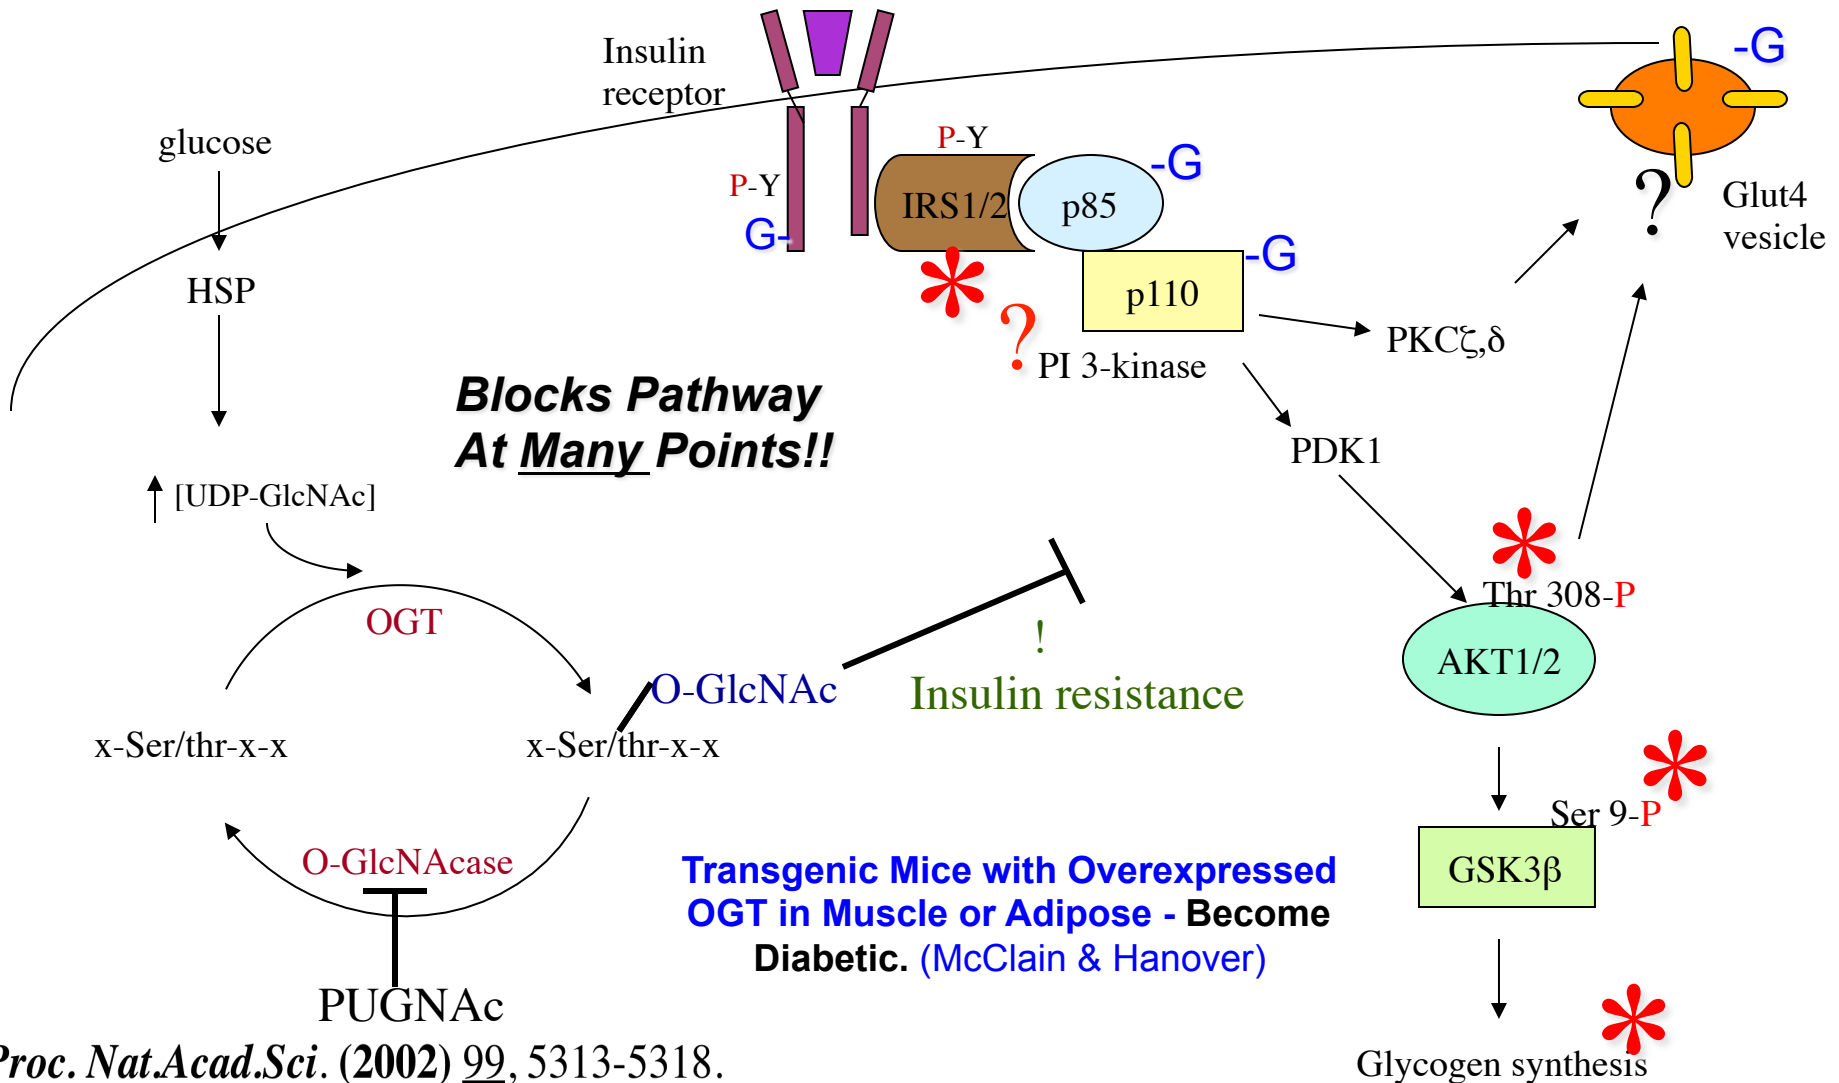 Insulin
receptor
-G
glucose
P-Y
P-Y
G-
IRS1/2
p85
-G
?
Glut4
vesicle
HSP
*
-G
p110
?
PI 3-kinase
PKCζ,δ
Blocks Pathway
At Many Points!!
PDK1
[UDP-GlcNAc]
*
Thr 308-P
OGT
!
AKT1/2
O-GlcNAc
Insulin resistance
x-Ser/thr-x-x
x-Ser/thr-x-x
*
Ser 9-P
O-GlcNAcase
GSK3β
Transgenic Mice with Overexpressed
OGT in Muscle or Adipose - Become
Diabetic. (McClain & Hanover)
PUGNAc
*
Proc. Nat.Acad.Sci. (2002) 99, 5313-5318.
Glycogen synthesis